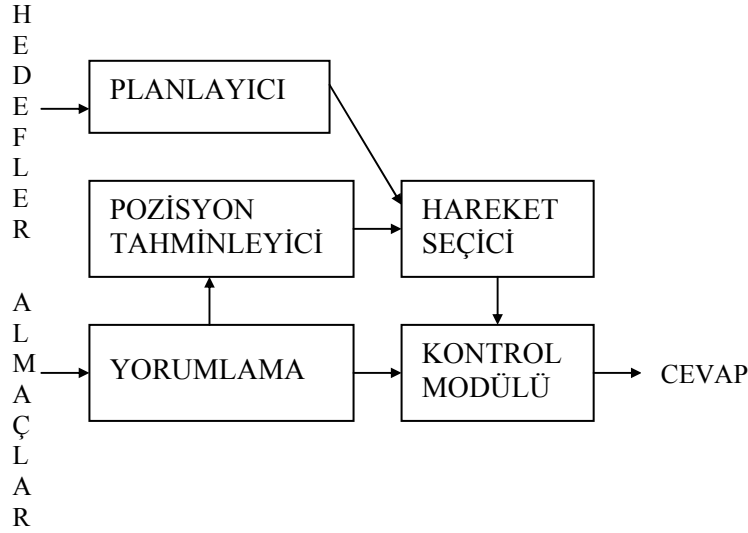 HEDEFLER
PLANLAYICI
POZİSYON
TAHMİNLEYİCİ
HAREKET
SEÇİCİ
ALMAÇLAR
YORUMLAMA
KONTROL
MODÜLÜ
CEVAP